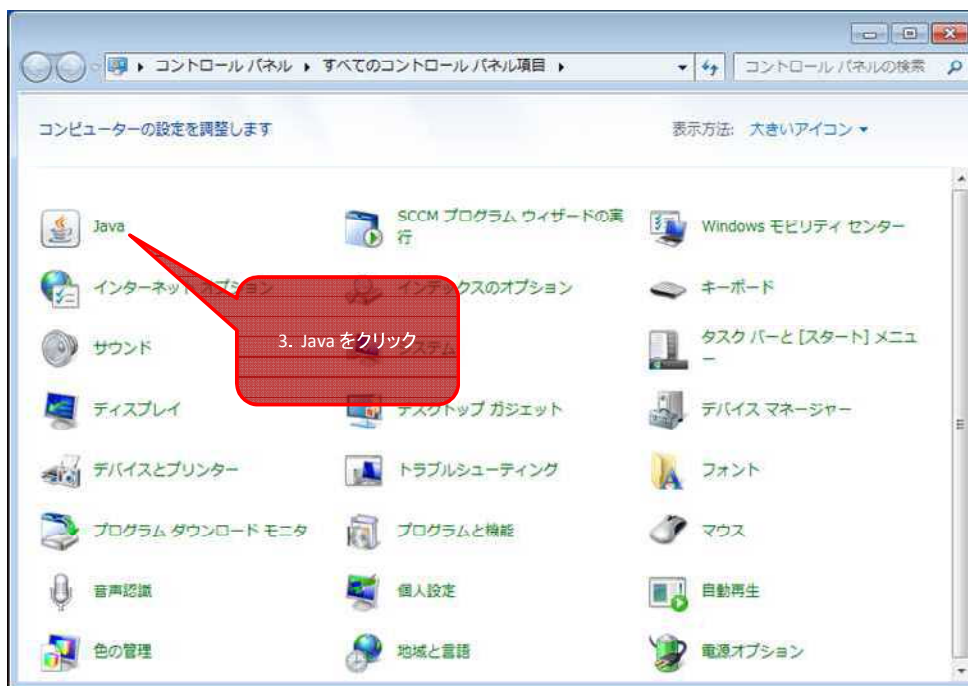 コントロール パネル ▸ すべてのコントロール パネル項目 ▸
コントロール パネルの検索
コンピューターの設定を調整します
表示方法: 大きいアイコン
Java
SCCM プログラム ウィザードの実
行
Windows モビリティ センター
インターネット オプション
インデックスのオプション
キーボード
サウンド
3. Java をクリック
システム
タスク バーと [スタート] メニュ
ー
ディスプレイ
デスクトップ ガジェット
デバイス マネージャー
デバイスとプリンター
トラブルシューティング
フォント
プログラム ダウンロード モニタ
プログラムと機能
マウス
音声認識
個人設定
自動再生
色の管理
地域と言語
電源オプション